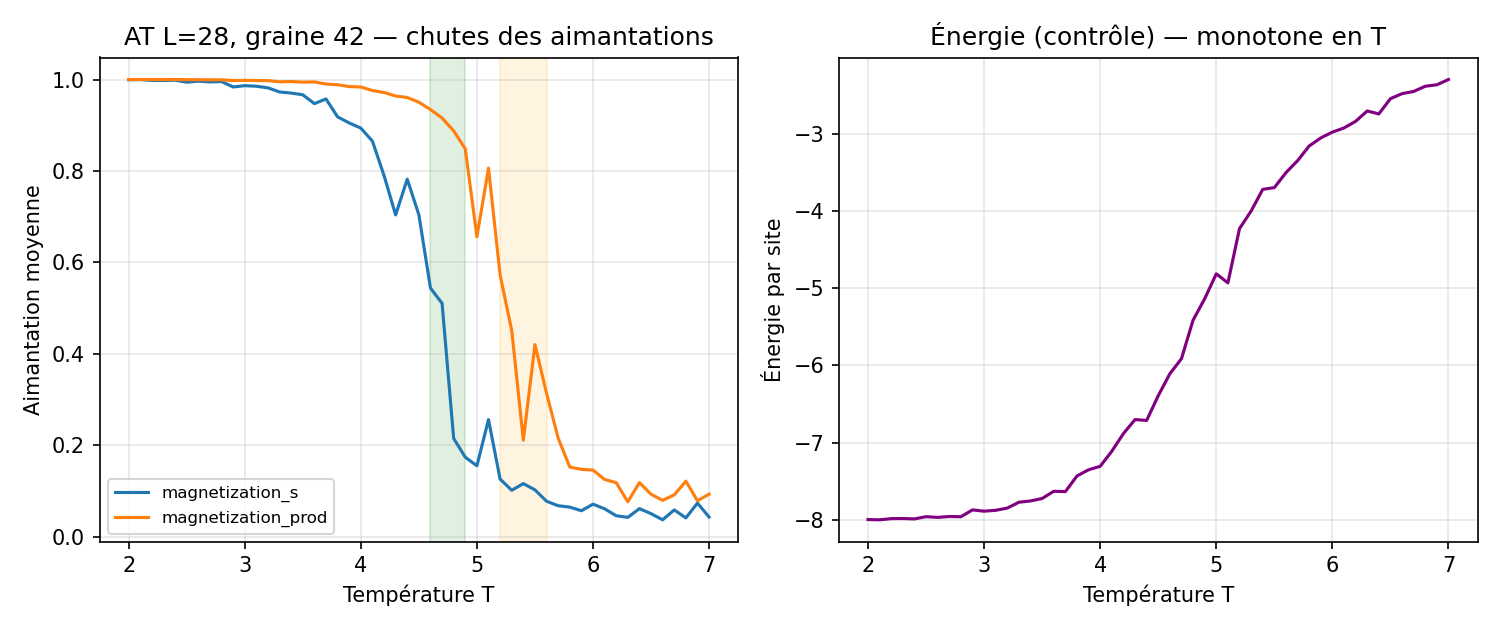 AT L=28, graine 42 — chutes des aimantations
Aimantation moyenne
1.0
0.8
0.6
0.4
0.2
0.0
magnetization_s
magnetization_prod
2 3 4 5 6 7
Température T
Énergie (contrôle) — monotone en T
Énergie par site
−3
−4
−5
−6
−7
−8
2 3 4 5 6 7
Température T